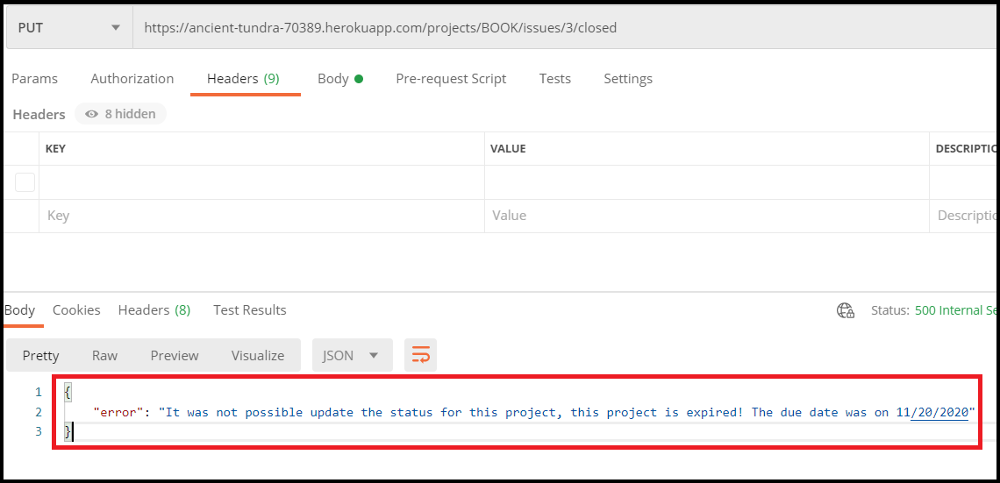 PUT https://ancient-tundra-70389.herokuapp.com/projects/BOOK/issues/3/closed
Params Authorization Headers (9) Body Pre-request Script Tests Settings
Headers 8 hidden
KEY VALUE DESCRIPTIO
Key Value Descriptio
Body Cookies Headers (8) Test Results Status: 500 Internal Se
Pretty Raw Preview Visualize JSON
1 {
2 "error": "It was not possible update the status for this project, this project is expired! The due date was on 11/20/2020"
3 }